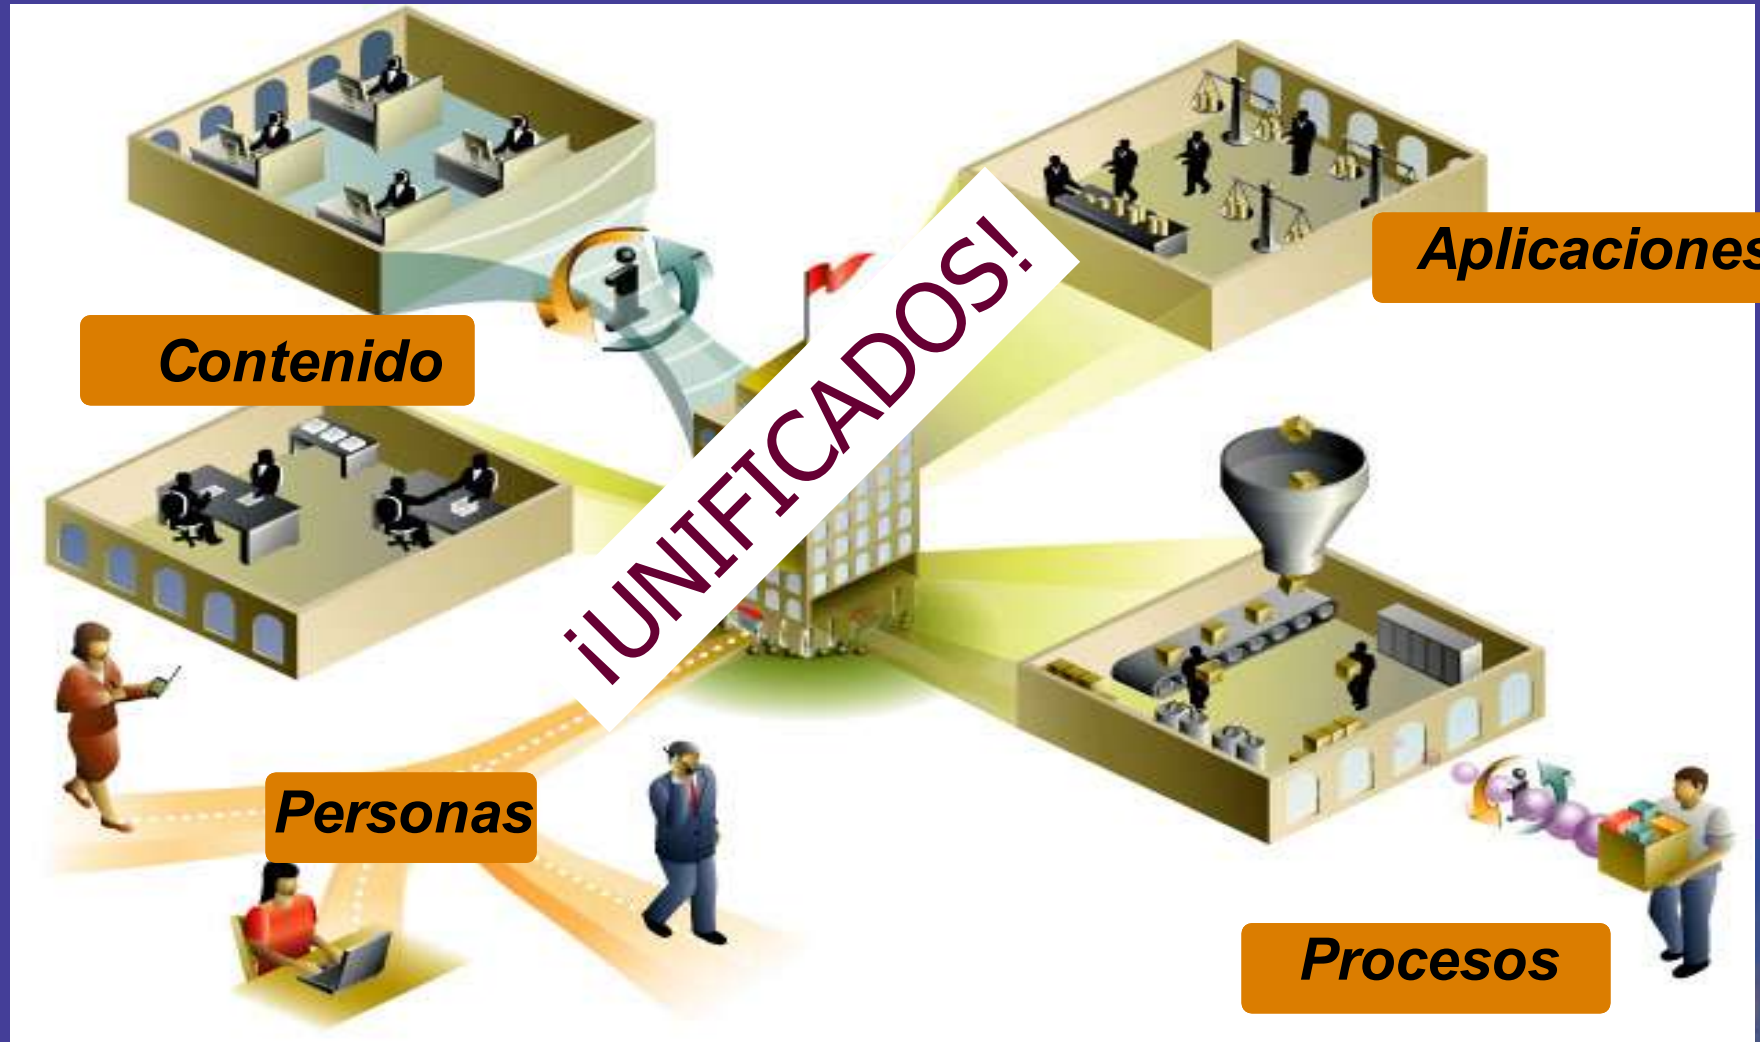 Aplicaciones
Contenido
¡UNIFICADOS!
Personas
Procesos